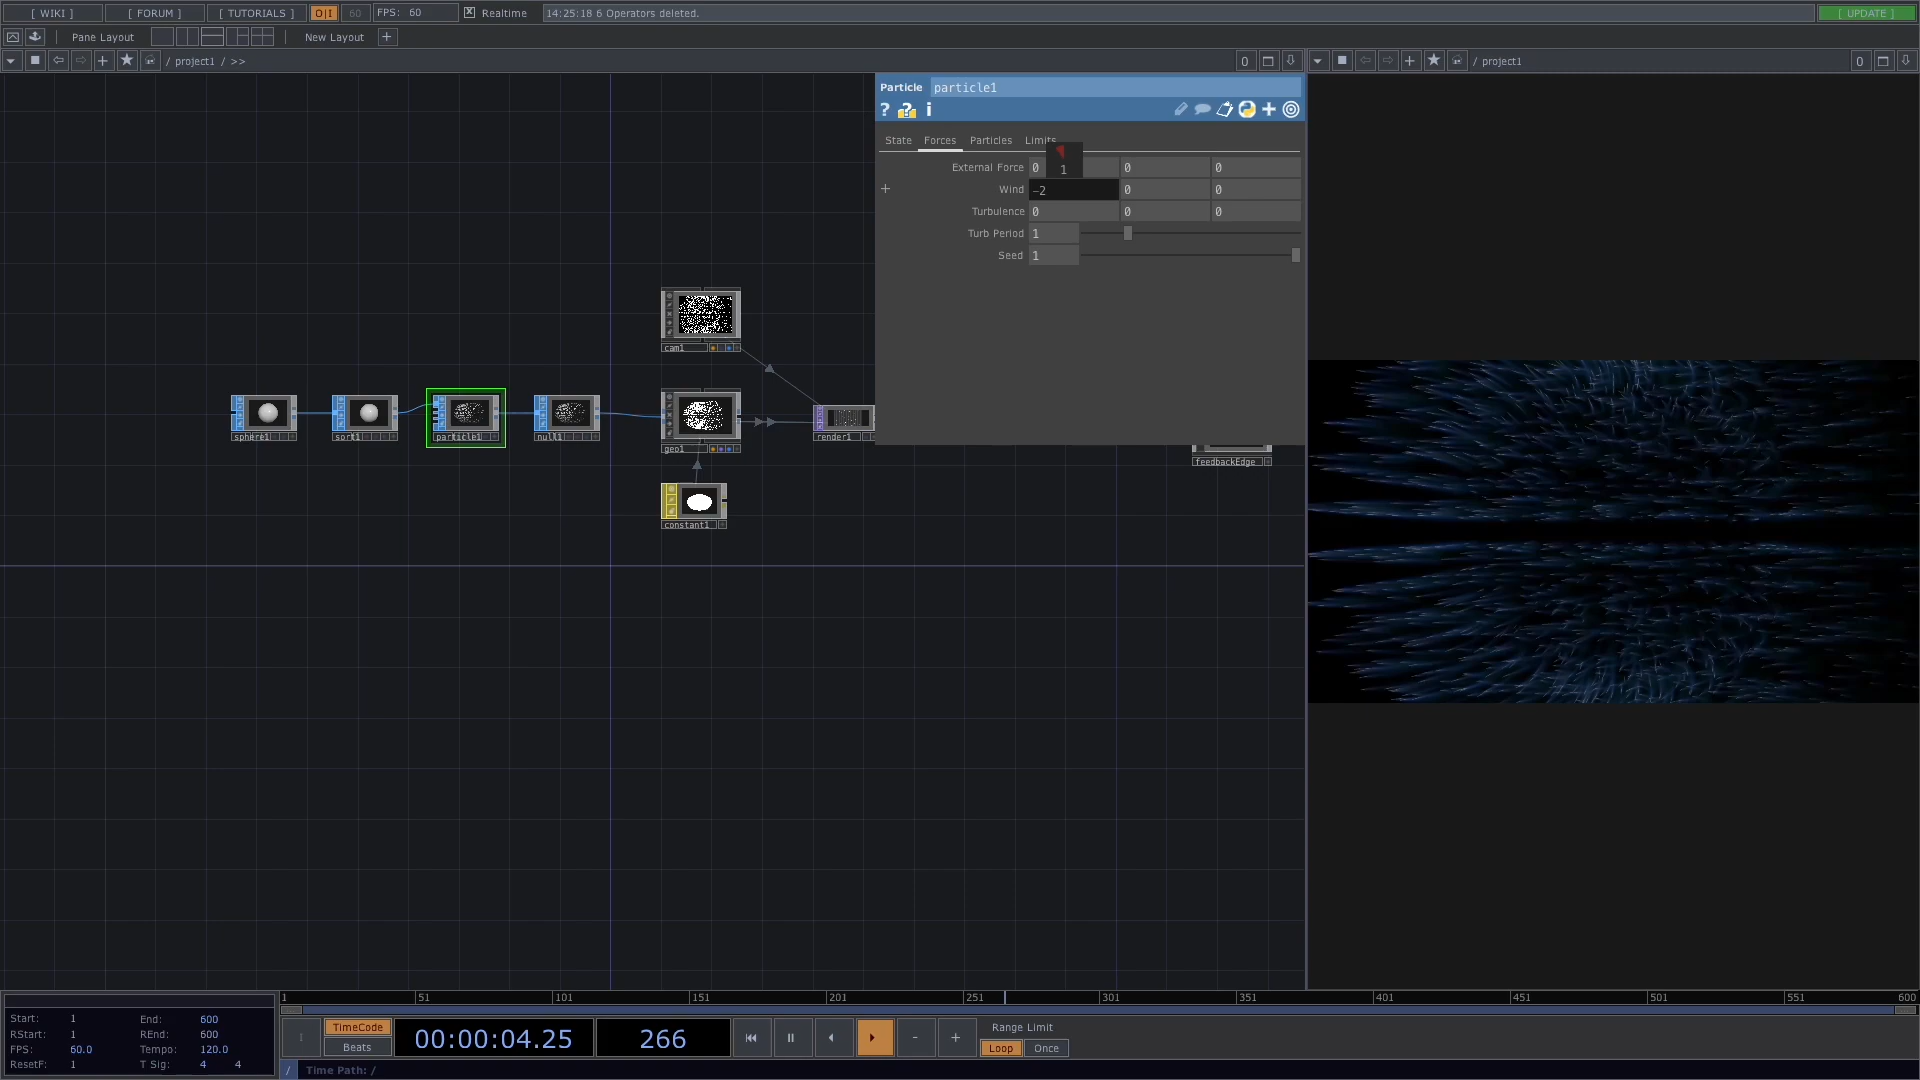 [ WIKI ] [ FORUM ] [ TUTORIALS ] O|I 60 FPS: 60 Realtime 14:25:18 6 Operators deleted. [ UPDATE ]
Pane Layout New Layout +
/ project1 / >> 0 / project1 0
Particle particle1
? ? i
State Forces Particles Limits
External Force 0 0 0
1
+ Wind -2 0 0
Turbulence 0 0 0
Turb Period 1
Seed 1
cam1
sphere1 sort1 particle1 null1 render1
geo1
feedbackEdge
constant1
1 51 101 151 201 251 301 351 401 451 501 551 600
Start: 1 End: 600
RStart: 1 REnd: 600
FPS: 60.0 Tempo: 120.0
ResetF: 1 T Sig: 4 4
TimeCode
Beats
00:00:04.25 266 - +
Range Limit
Loop Once
/ Time Path: /